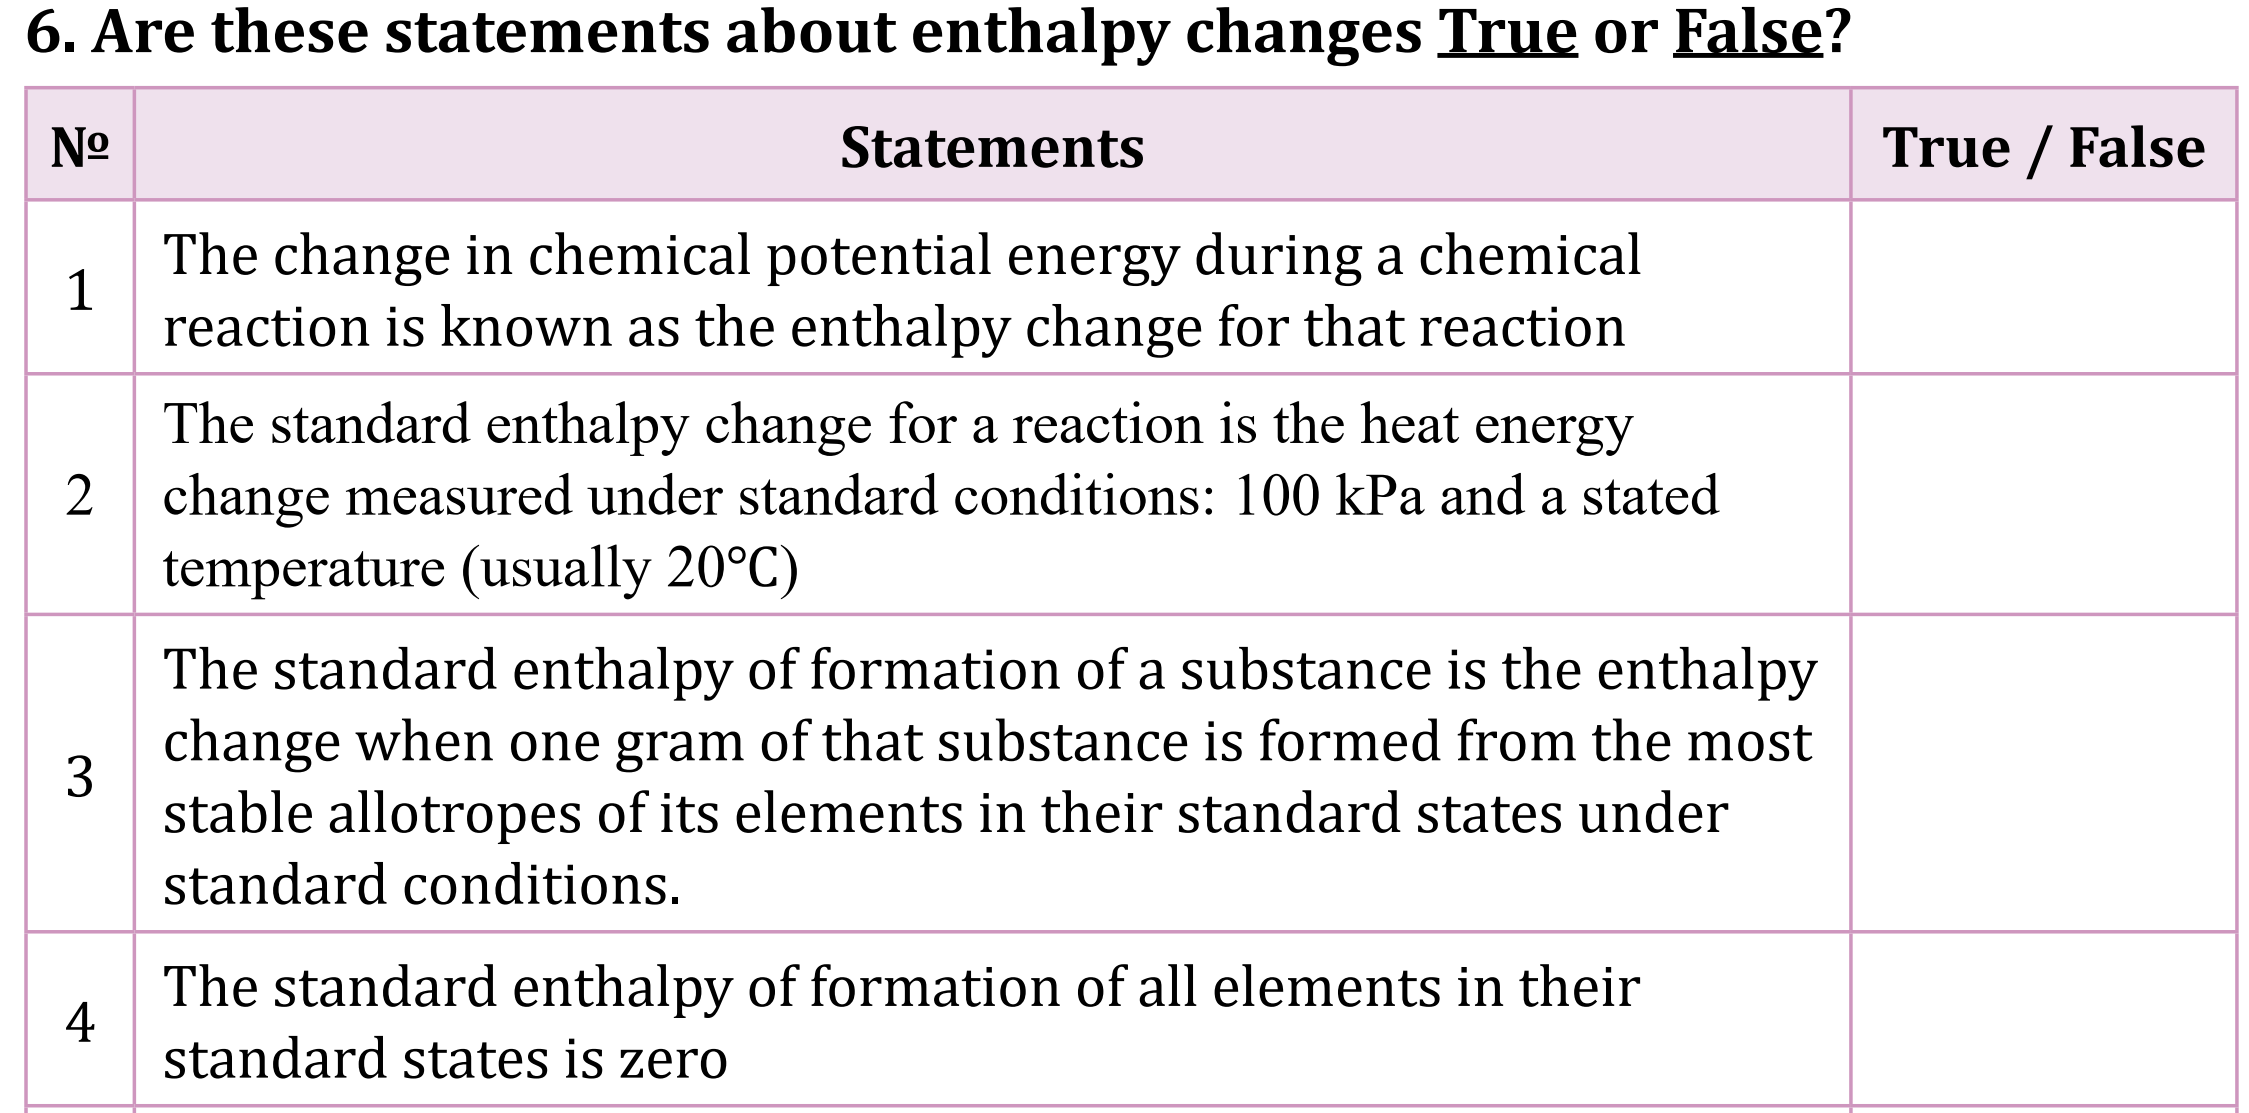 6. Are these statements about enthalpy changes True or False?
№ Statements True / False
The change in chemical potential energy during a chemical
1
reaction is known as the enthalpy change for that reaction
The standard enthalpy change for a reaction is the heat energy
2 change measured under standard conditions: 100 kPa and a stated
temperature (usually 20°C)
The standard enthalpy of formation of a substance is the enthalpy
change when one gram of that substance is formed from the most
3
stable allotropes of its elements in their standard states under
standard conditions.
The standard enthalpy of formation of all elements in their
4
standard states is zero